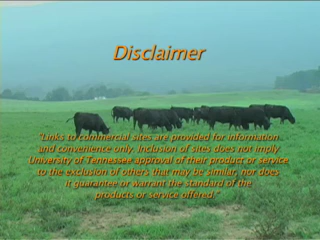 Disclaimer
"Links to commercial sites are provided for information
and convenience only. Inclusion of sites does not imply
University of Tennessee approval of their product or service
to the exclusion of others that may be similar, nor does
it guarantee or warrant the standard of the
products or service offered."